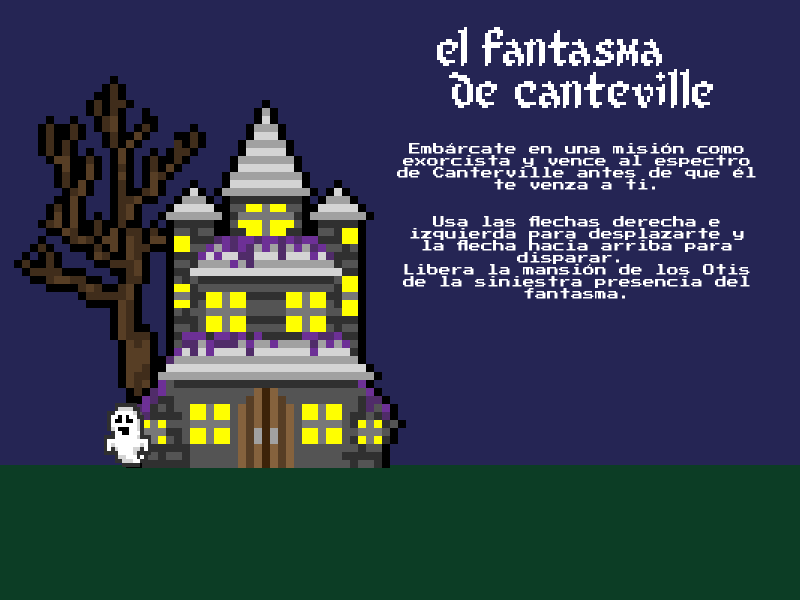 el fantasma
de canteville
Embárcate en una misión como
exorcista y vence al espectro
de Canterville antes de que él
te venza a ti.
Usa las flechas derecha e
izquierda para desplazarte y
la flecha hacia arriba para
disparar.
Libera la mansión de los Otis
de la siniestra presencia del
fantasma.